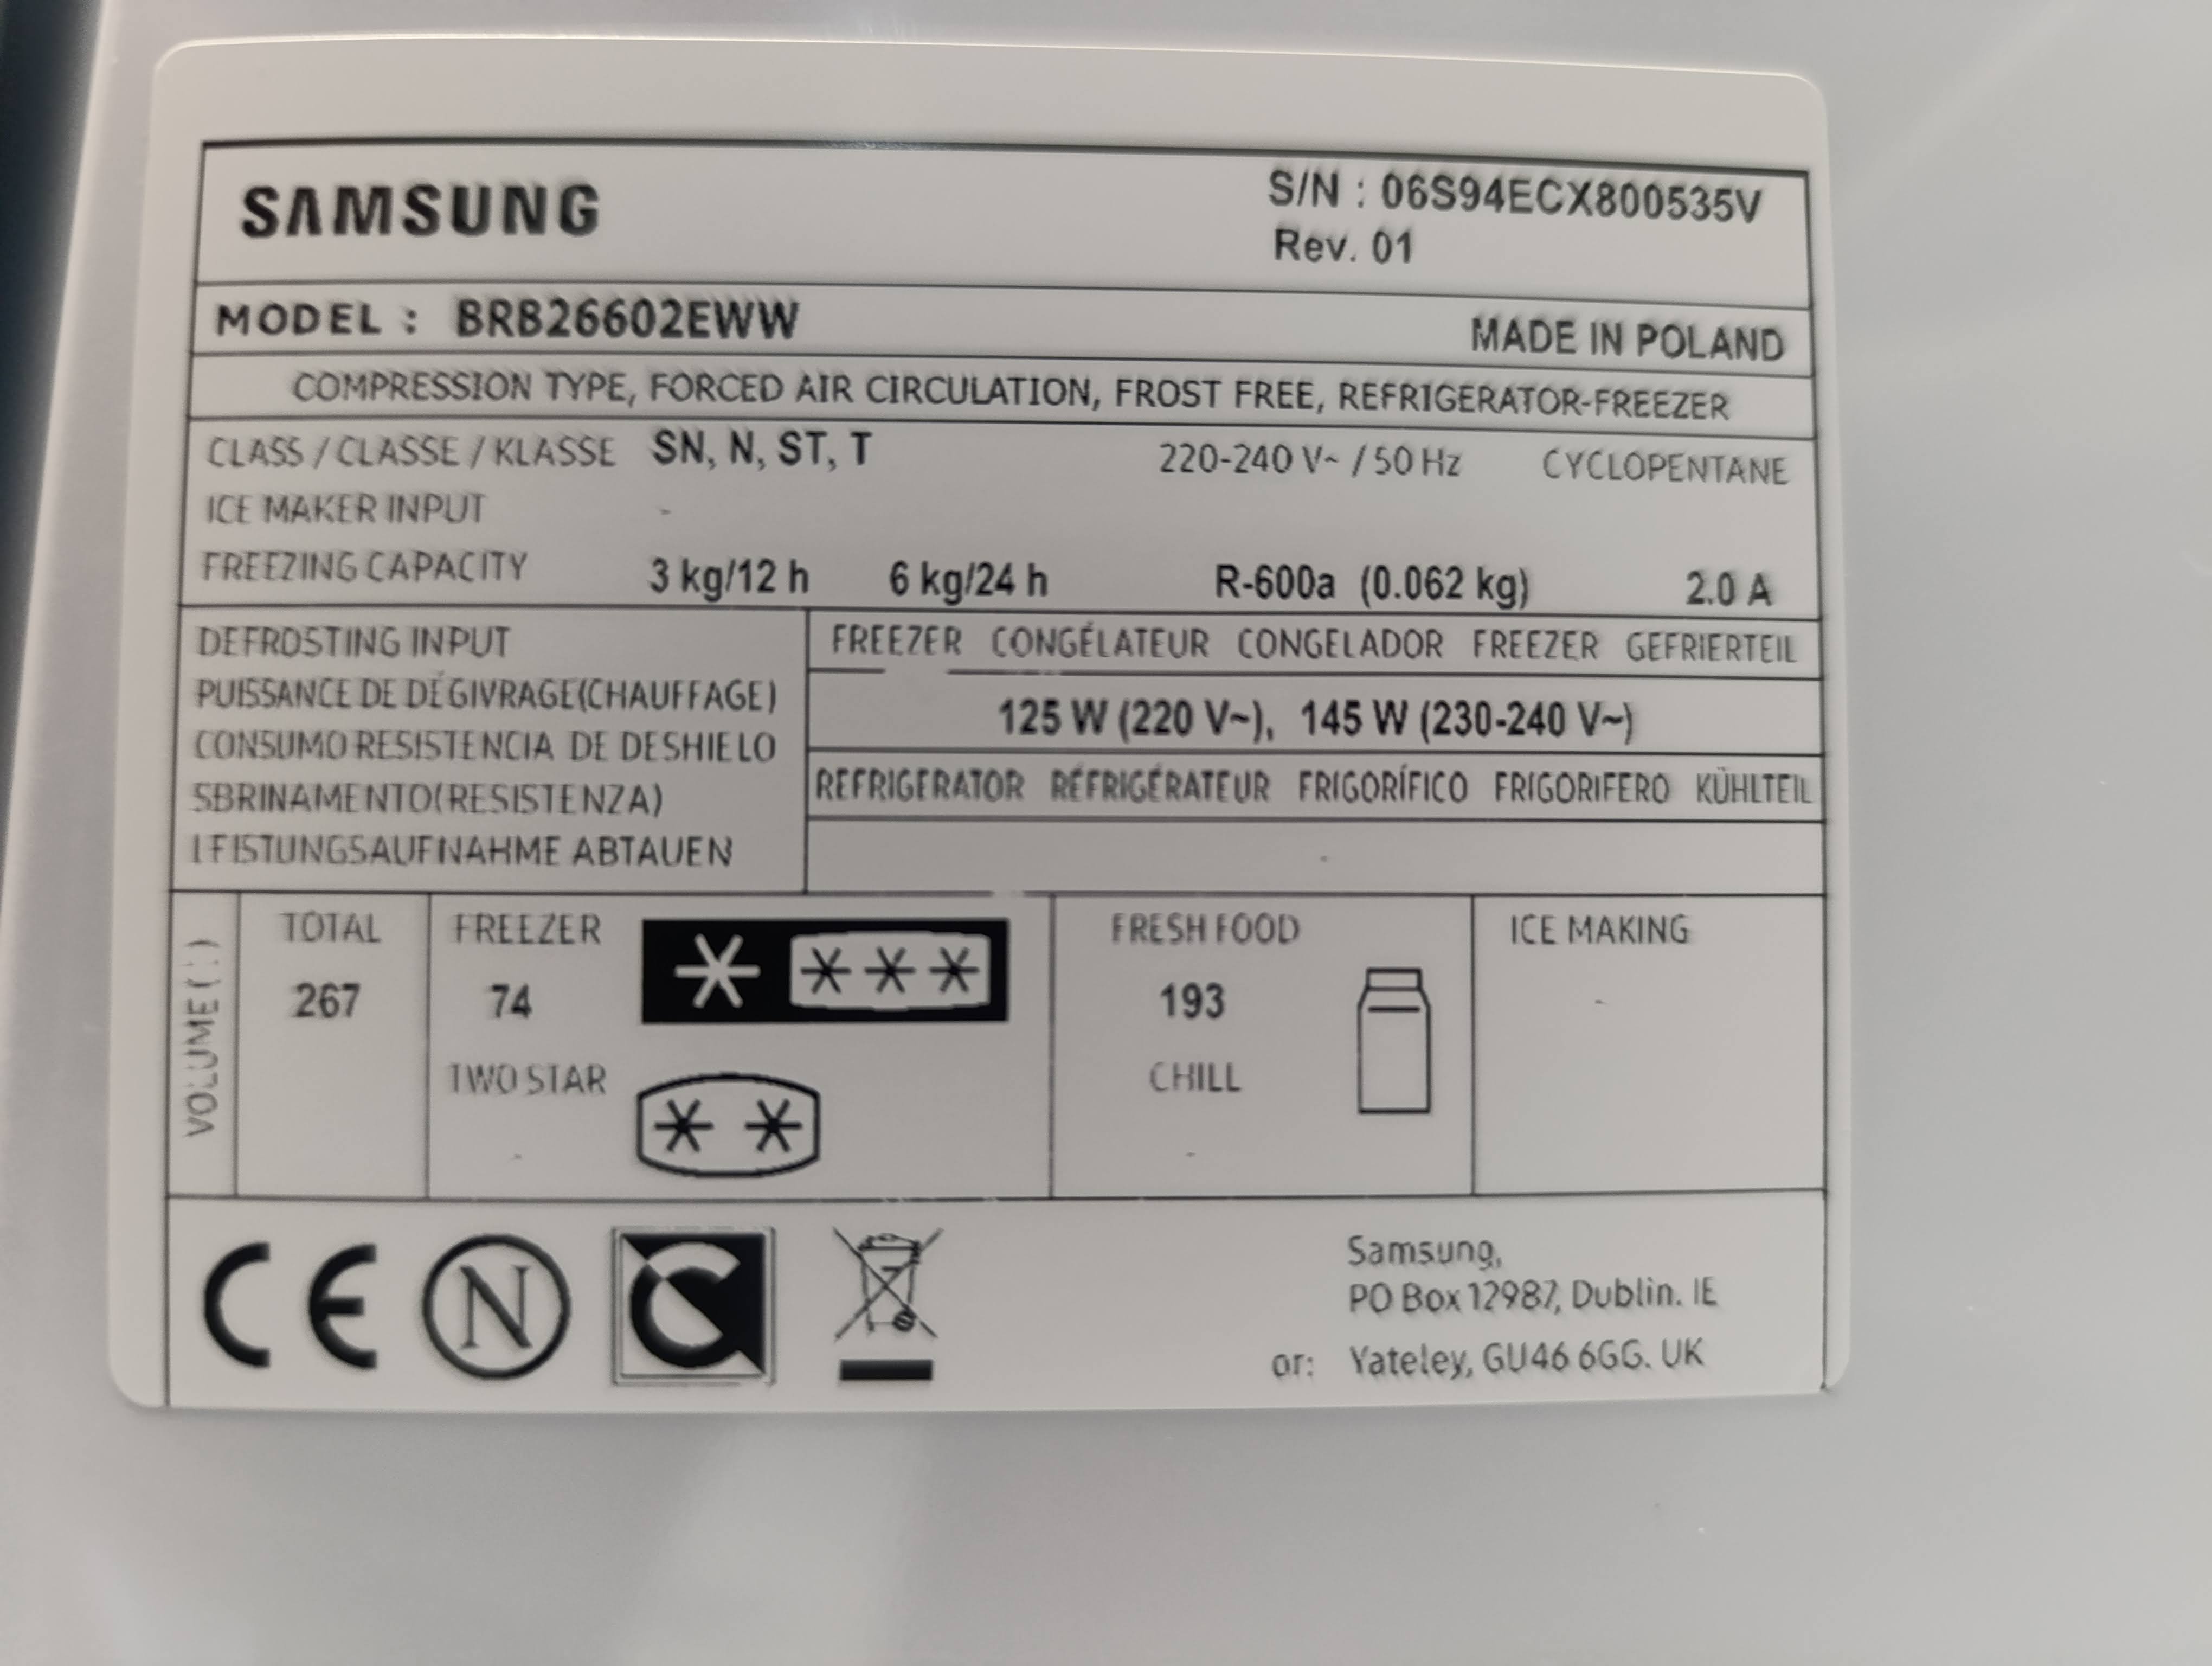 SAMSUNG
S/N : 06S94ECX800535V
Rev. 01
MODEL : BRB26602EWW
MADE IN POLAND
COMPRESSION TYPE, FORCED AIR CIRCULATION, FROST FREE, REFRIGERATOR-FREEZER
CLASS / CLASSE / KLASSE SN, N, ST, T 220-240 V~ / 50 Hz CYCLOPENTANE
ICE MAKER INPUT -
FREEZING CAPACITY 3 kg/12 h 6 kg/24 h R-600a (0.062 kg) 2.0 A
DEFROSTING INPUT
PUISSANCE DE DÉGIVRAGE(CHAUFFAGE)
CONSUMO RESISTENCIA DE DESHIELO
SBRINAMENTO(RESISTENZA)
LEISTUNGSAUFNAHME ABTAUEN
FREEZER CONGÉLATEUR CONGELADOR FREEZER GEFRIERTEIL
125 W (220 V~), 145 W (230-240 V~)
REFRIGERATOR RÉFRIGÉRATEUR FRIGORÍFICO FRIGORIFERO KÜHLTEIL
-
VOLUME
TOTAL
267
FREEZER
74
TWO STAR
-
FRESH FOOD
193
CHILL
-
ICE MAKING
-
CE
N
Samsung,
PO Box 12987, Dublin. IE
or: Yateley, GU46 6GG. UK